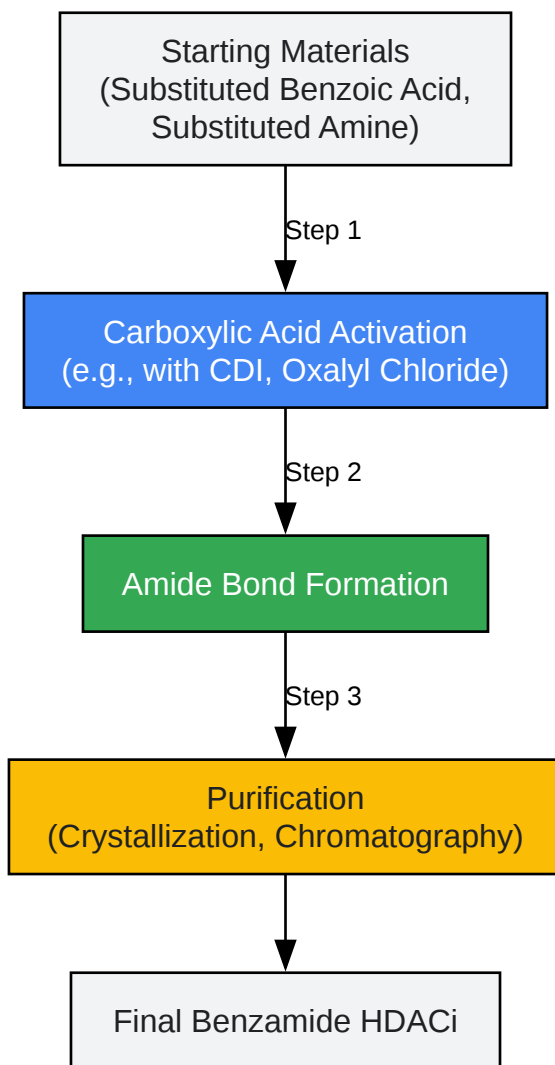 Starting Materials
(Substituted Benzoic Acid,
Substituted Amine)
Step 1
Carboxylic Acid Activation
(e.g., with CDI, Oxalyl Chloride)
Step 2
Amide Bond Formation
Step 3
Purification
(Crystallization, Chromatography)
Final Benzamide HDACi